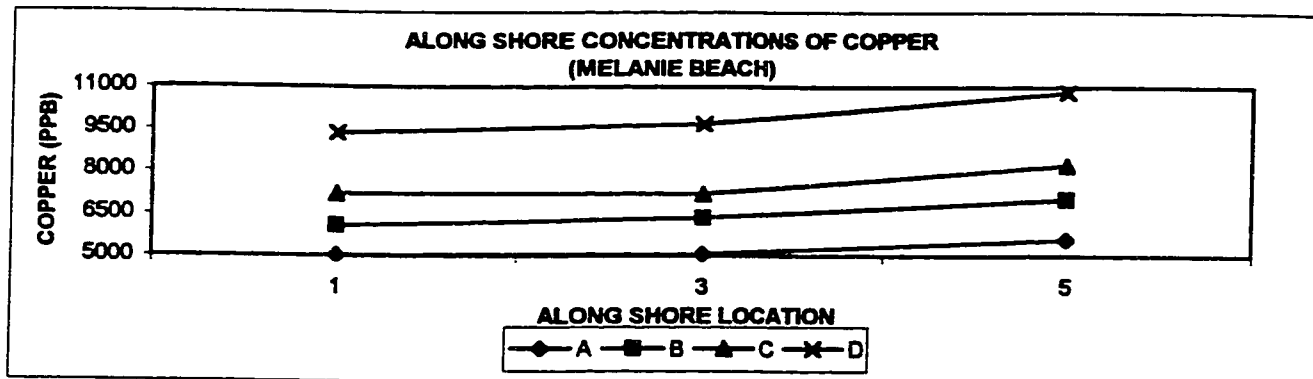 ALONG SHORE CONCENTRATIONS OF COPPER
(MELANIE BEACH)
COPPER (PPB)
11000
9500
8000
6500
5000
1 3 5
ALONG SHORE LOCATION
A B C D